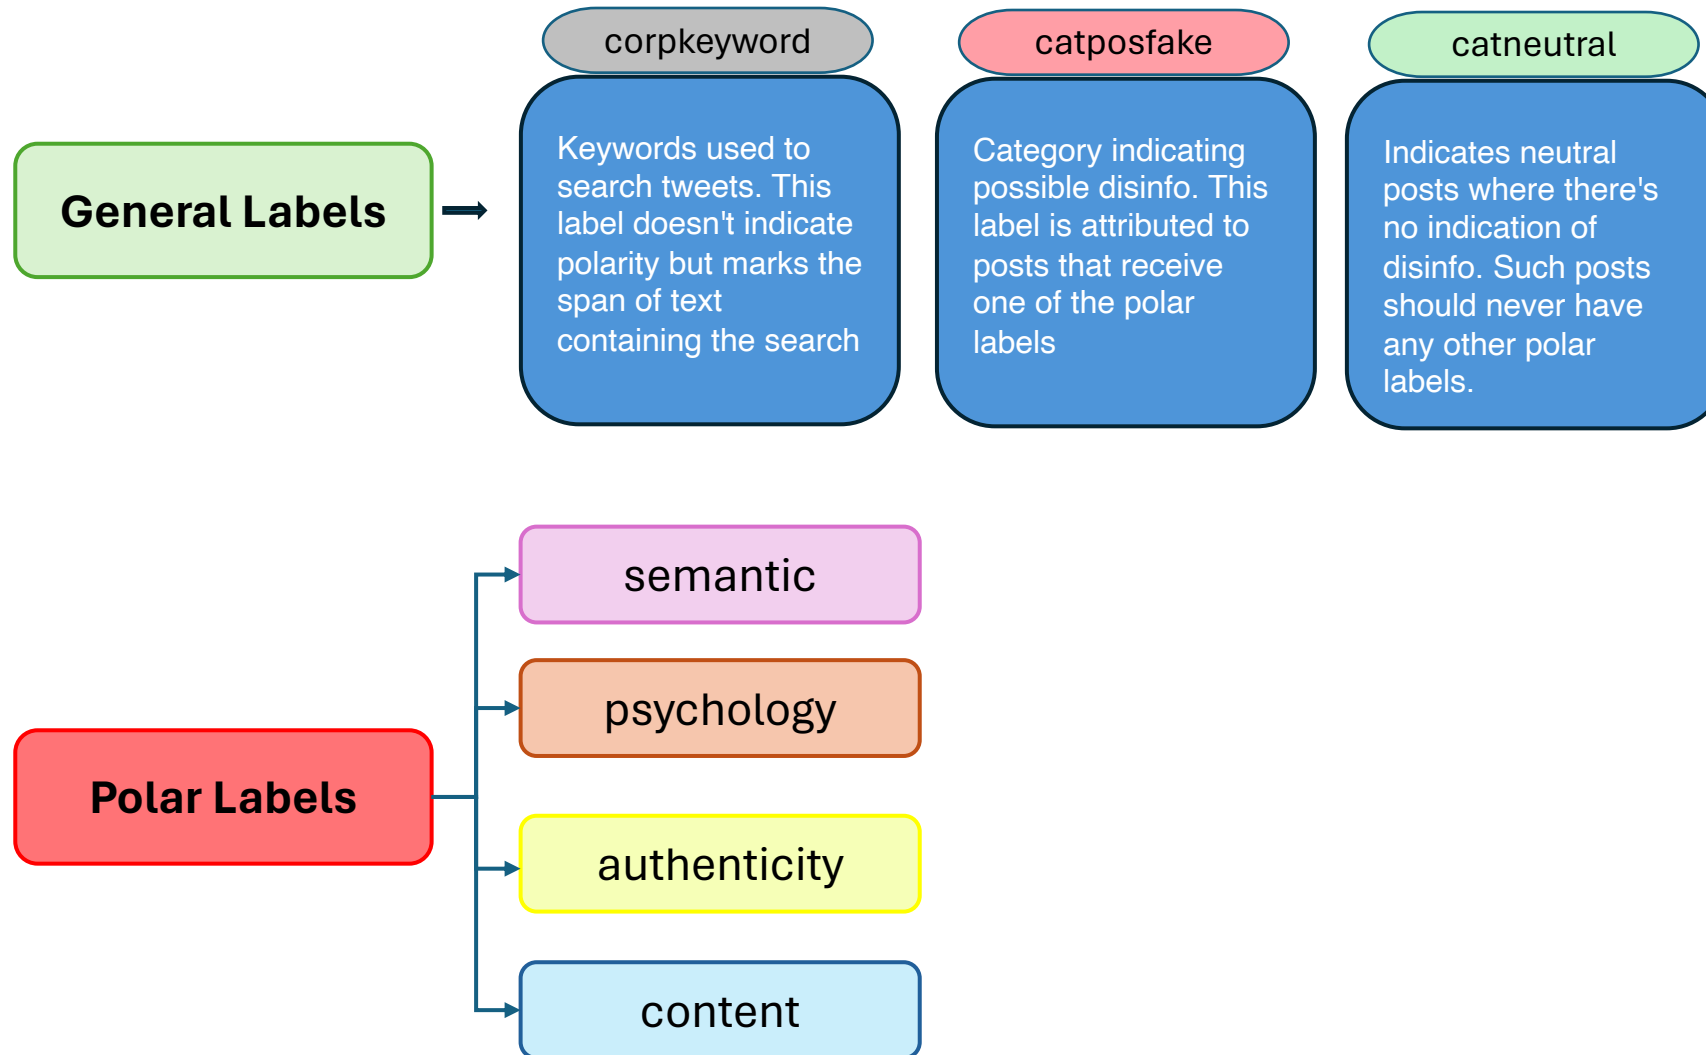 General Labels
corpkeyword
Keywords used to
search tweets. This
label doesn't indicate
polarity but marks the
span of text
containing the search
catposfake
Category indicating
possible disinfo. This
label is attributed to
posts that receive
one of the polar
labels
catneutral
Indicates neutral
posts where there's
no indication of
disinfo. Such posts
should never have
any other polar
labels.
Polar Labels
semantic
psychology
authenticity
content